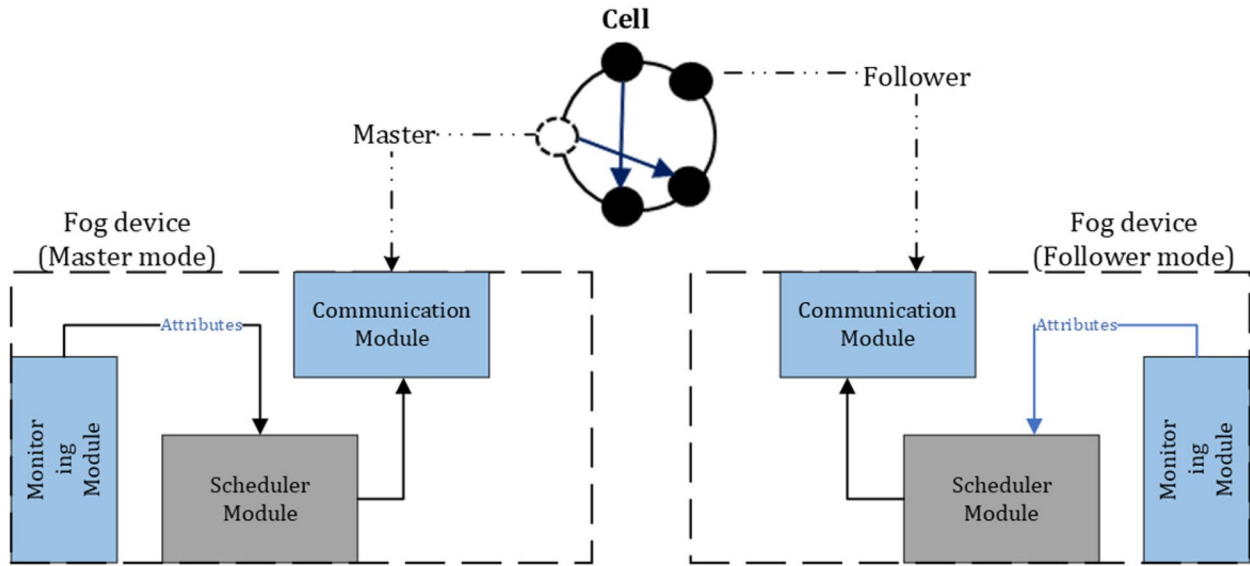 Cell
Follower
Master
Fog device
(Master mode)
Fog device
(Follower mode)
Communication
Module
Attributes
Monitor
ing
Module
Scheduler
Module
Communication
Module
Attributes
Scheduler
Module
Monitor
ing
Module